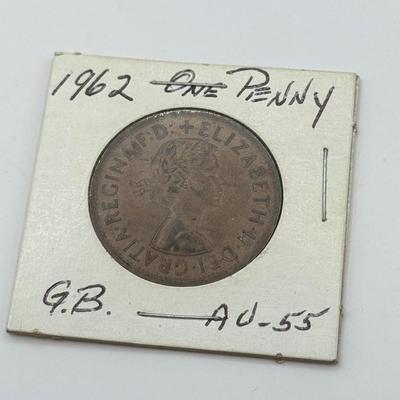 1962 One Penny
+ELIZABETH·II·DEI·GRATIA·REGINA·F:D:
G.B. — AU-55